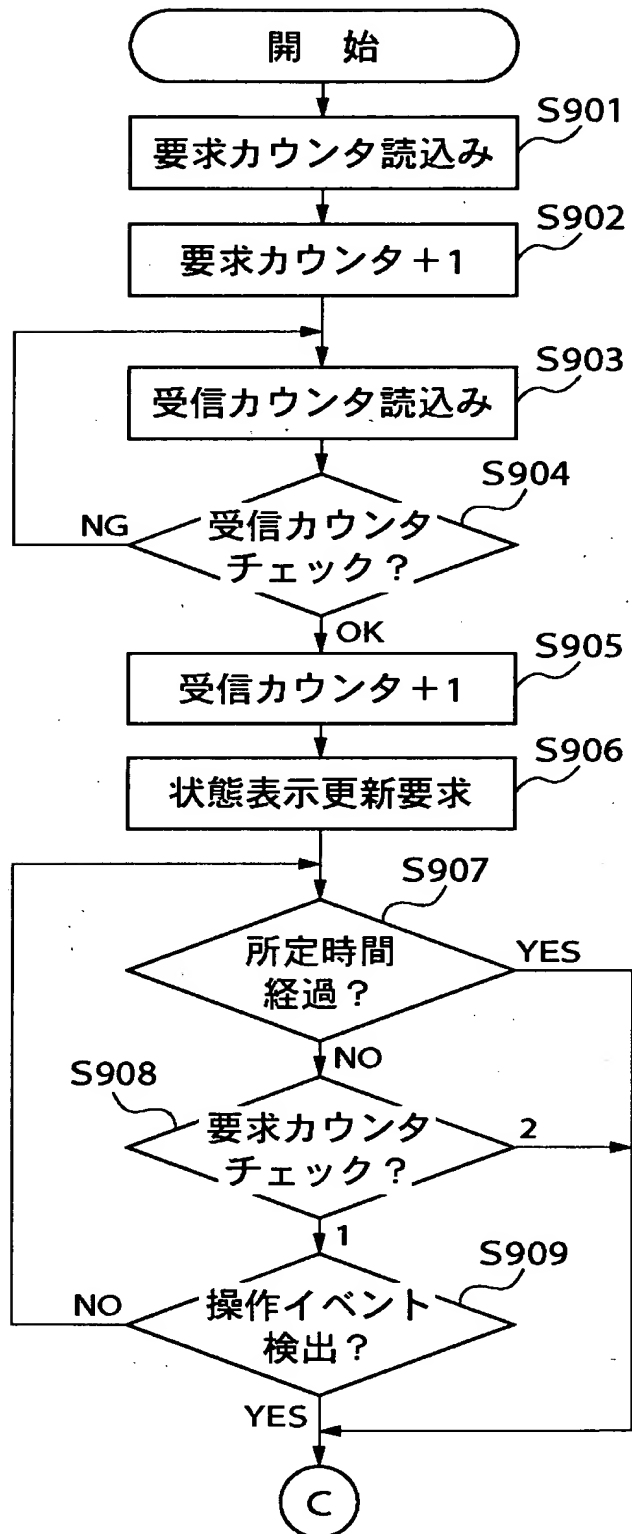 開 始
S901
要求カウンタ読込み
S902
要求カウンタ+1
S903
受信カウンタ読込み
S904
NG
受信カウンタ
チェック?
OK
S905
受信カウンタ+1
S906
状態表示更新要求
S907
所定時間
経過?
YES
NO
S908
要求カウンタ
チェック?
2
1
S909
NO
操作イベント
検出?
YES
C